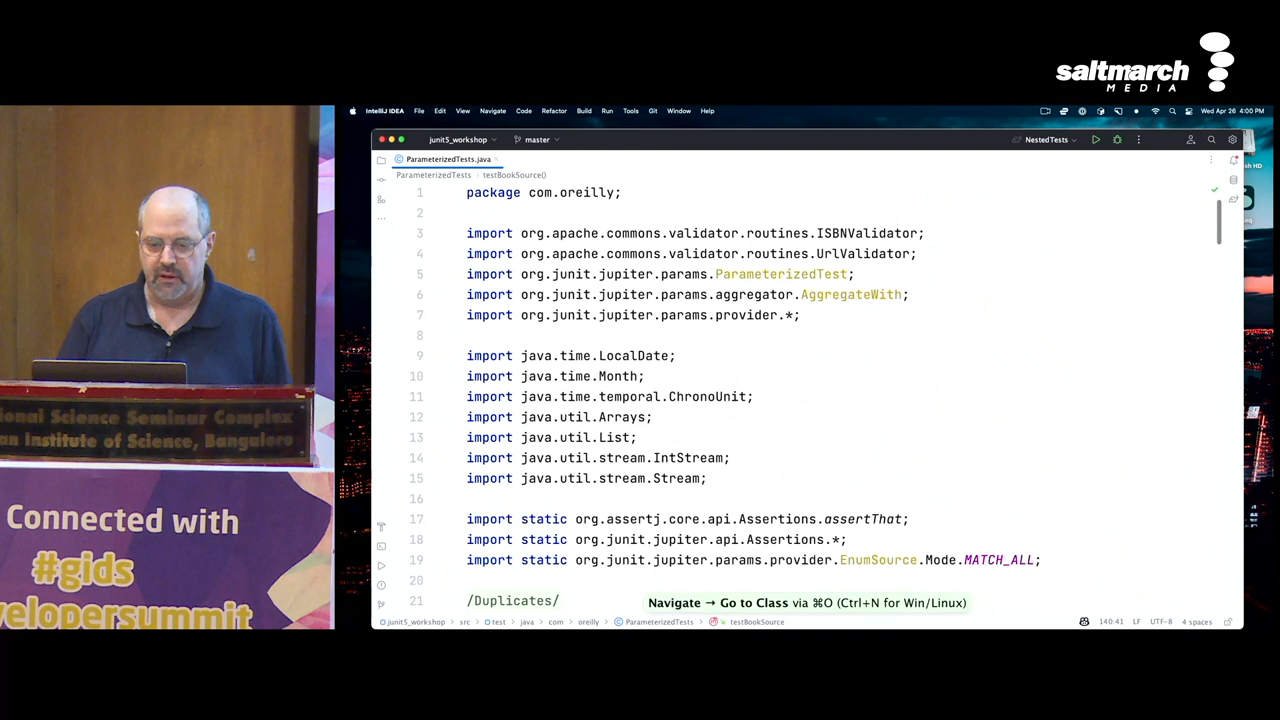 saltmarch
MEDIA
IntelliJ IDEA File Edit View Navigate Code Refactor Build Run Tools Git Window Help
Wed Apr 26 4:00 PM
junit5_workshop
master
NestedTests
ParameterizedTests.java
ParameterizedTests testBookSource()
1 package com.oreilly;
2
3 import org.apache.commons.validator.routines.ISBNValidator;
4 import org.apache.commons.validator.routines.UrlValidator;
5 import org.junit.jupiter.params.ParameterizedTest;
6 import org.junit.jupiter.params.aggregator.AggregateWith;
7 import org.junit.jupiter.params.provider.*;
8
9 import java.time.LocalDate;
10 import java.time.Month;
11 import java.time.temporal.ChronoUnit;
12 import java.util.Arrays;
13 import java.util.List;
14 import java.util.stream.IntStream;
15 import java.util.stream.Stream;
16
17 import static org.assertj.core.api.Assertions.assertThat;
18 import static org.junit.jupiter.api.Assertions.*;
19 import static org.junit.jupiter.params.provider.EnumSource.Mode.MATCH_ALL;
20
21 /Duplicates/
Navigate → Go to Class via ⌘O (Ctrl+N for Win/Linux)
junit5_workshop src test java com oreilly ParameterizedTests testBookSource
140:41 LF UTF-8 4 spaces
ional Science Seminar Complex
an Institute of Science, Bangalore
Connected with
#gids
velopersummit